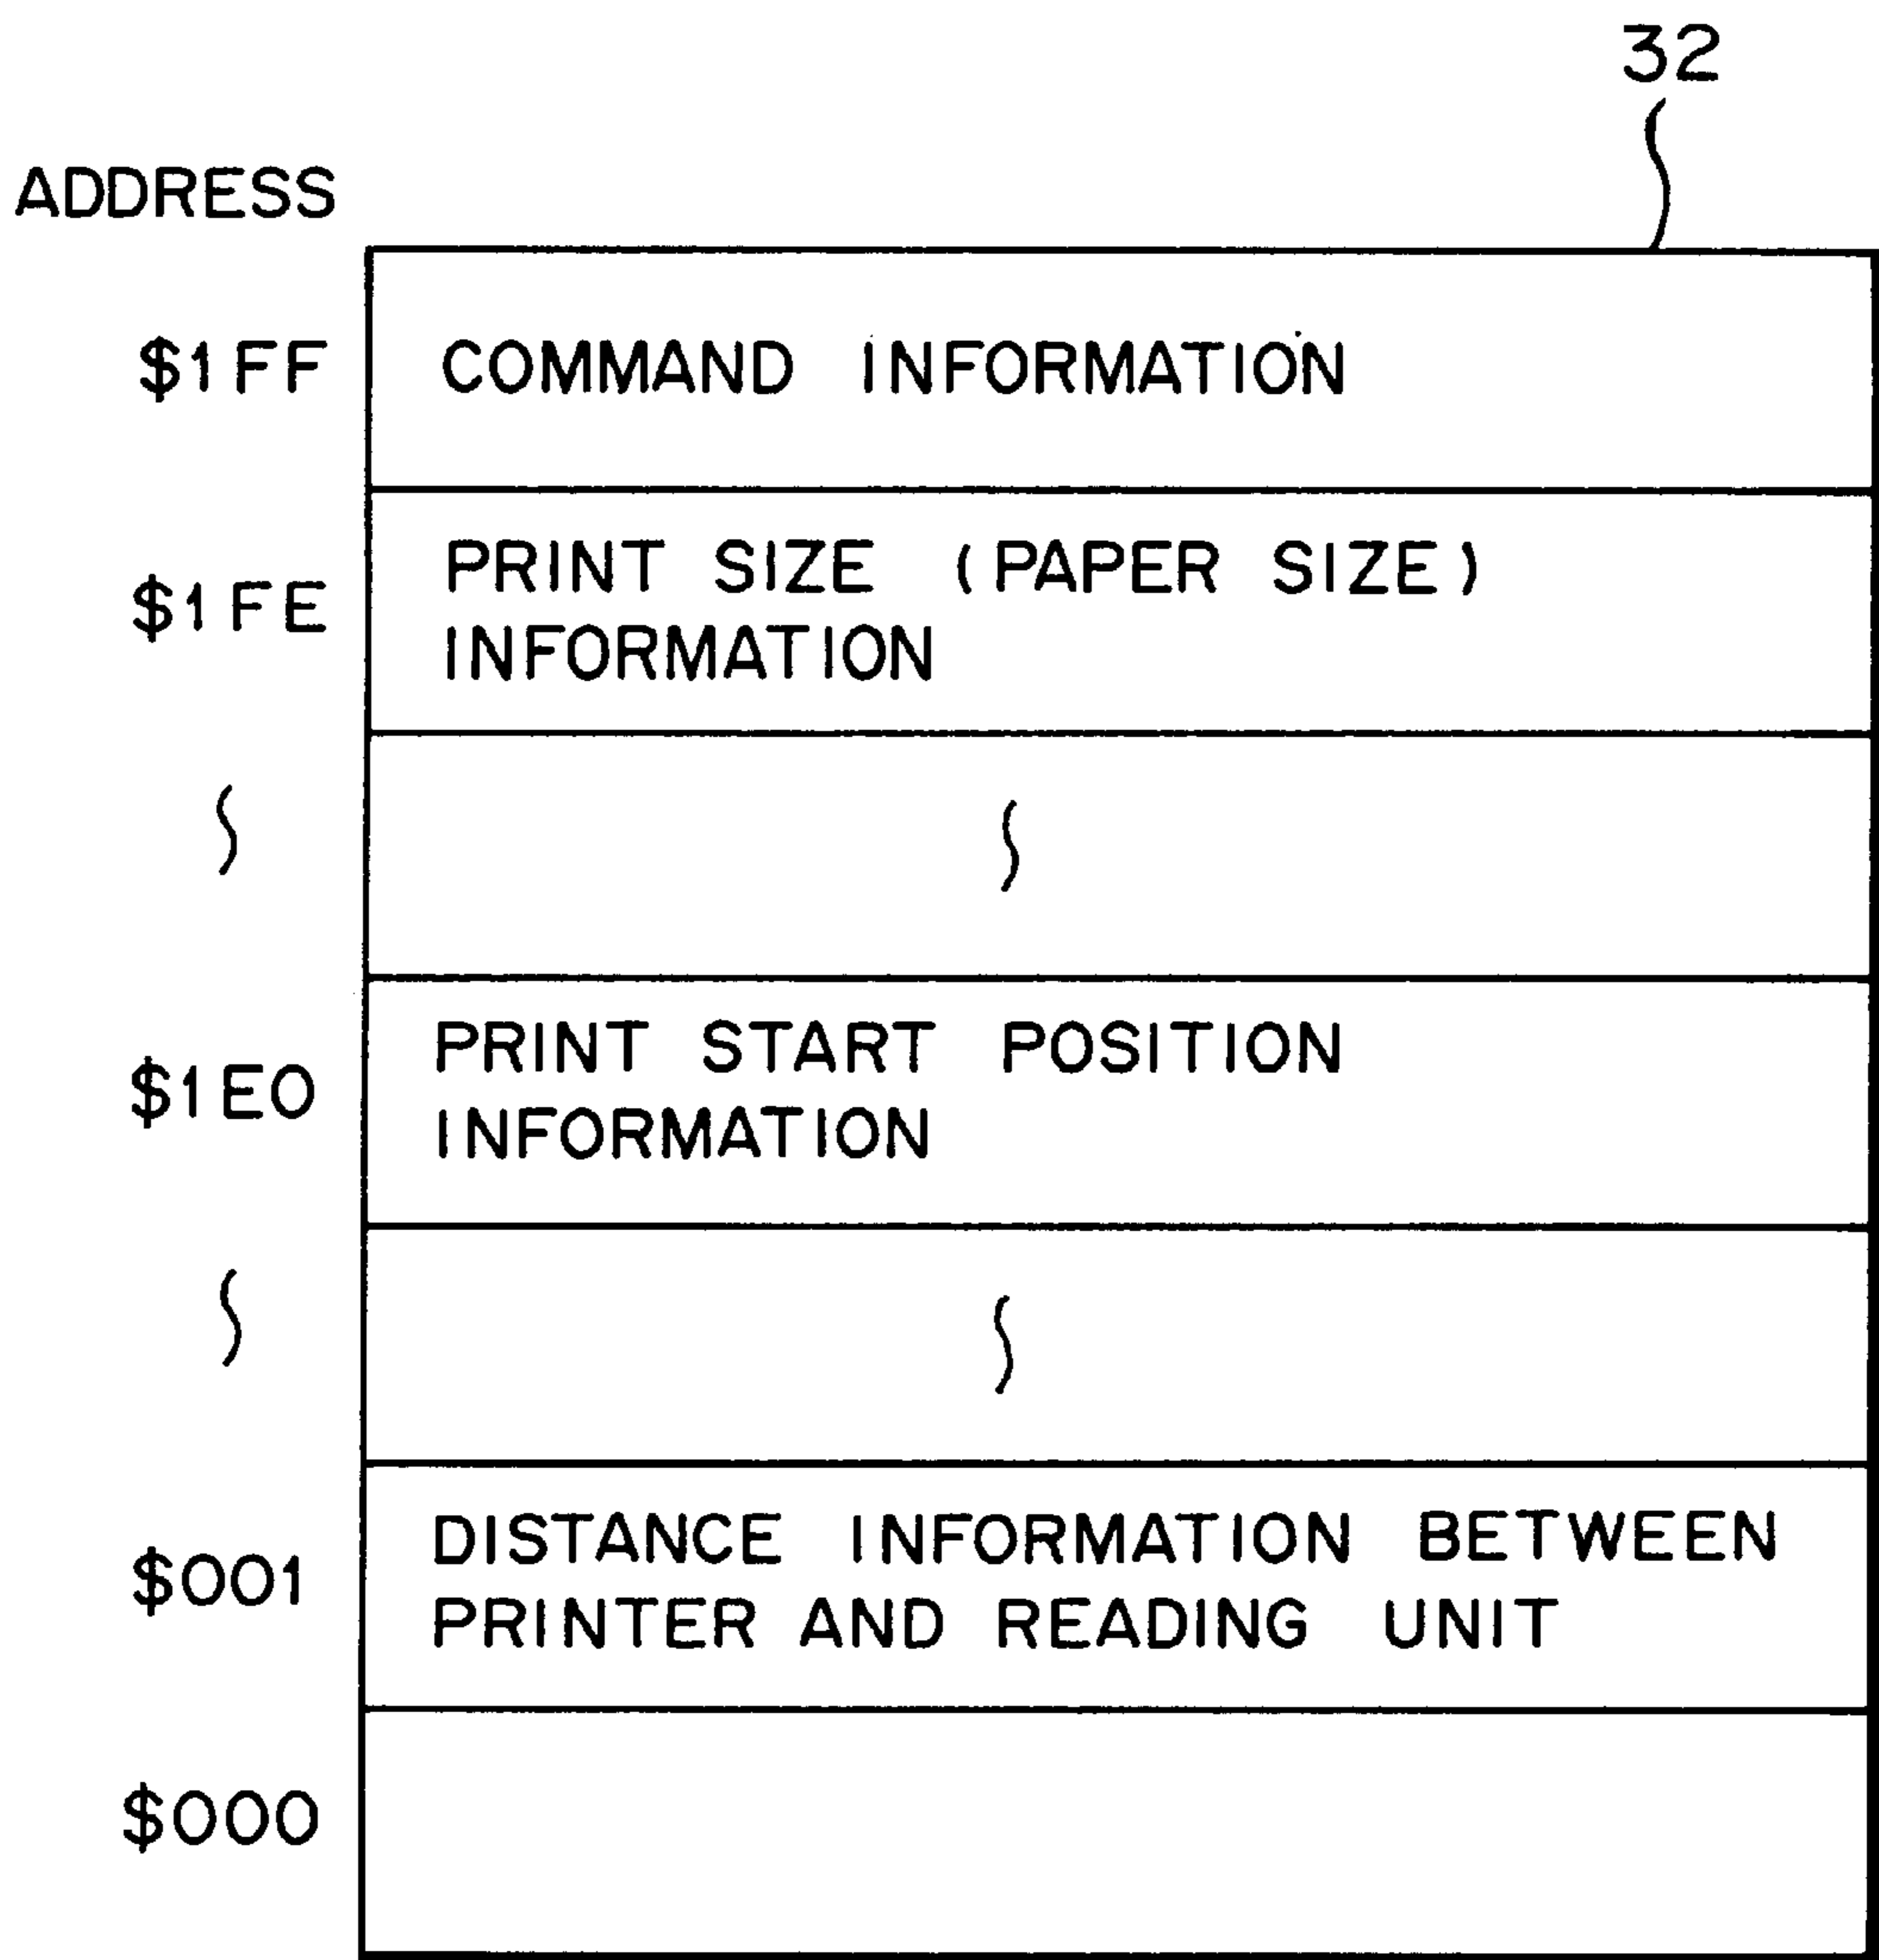 32
ADDRESS
$1FF COMMAND INFORMATION
$1FE PRINT SIZE (PAPER SIZE)
INFORMATION
$1E0 PRINT START POSITION
INFORMATION
$001 DISTANCE INFORMATION BETWEEN
PRINTER AND READING UNIT
$000